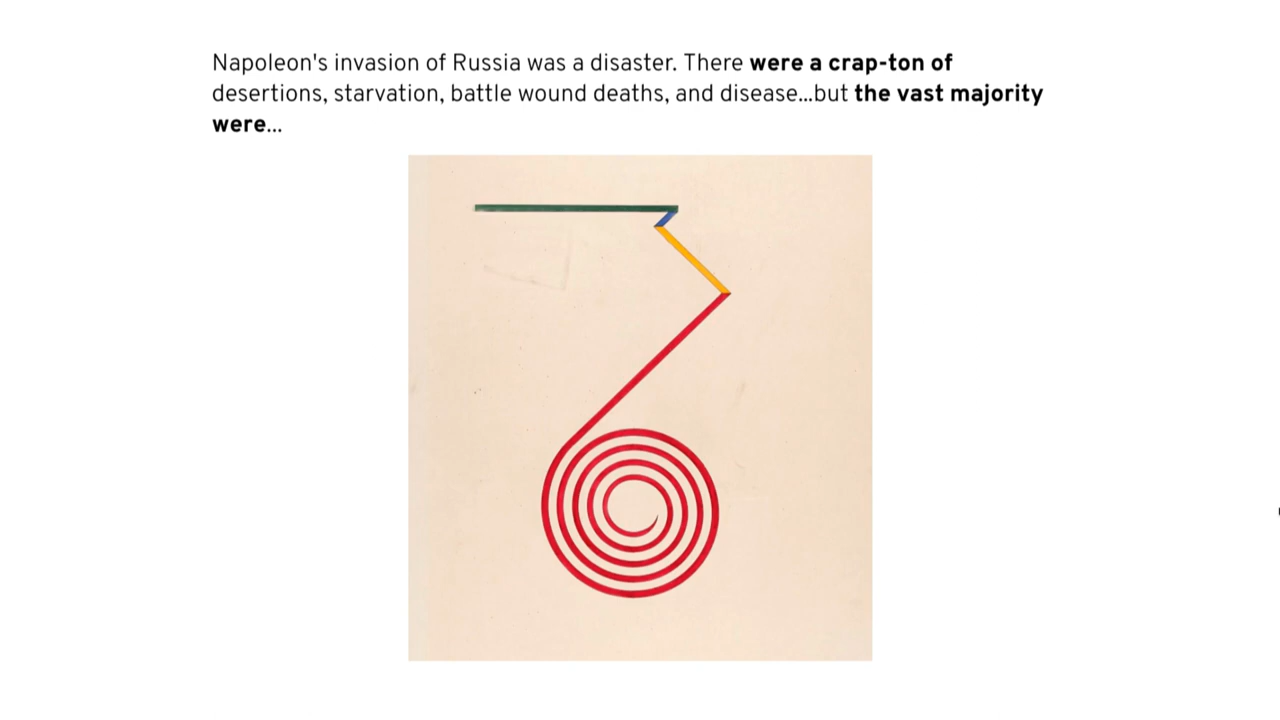 Napoleon's invasion of Russia was a disaster. There were a crap-ton of
desertions, starvation, battle wound deaths, and disease...but the vast majority
were...